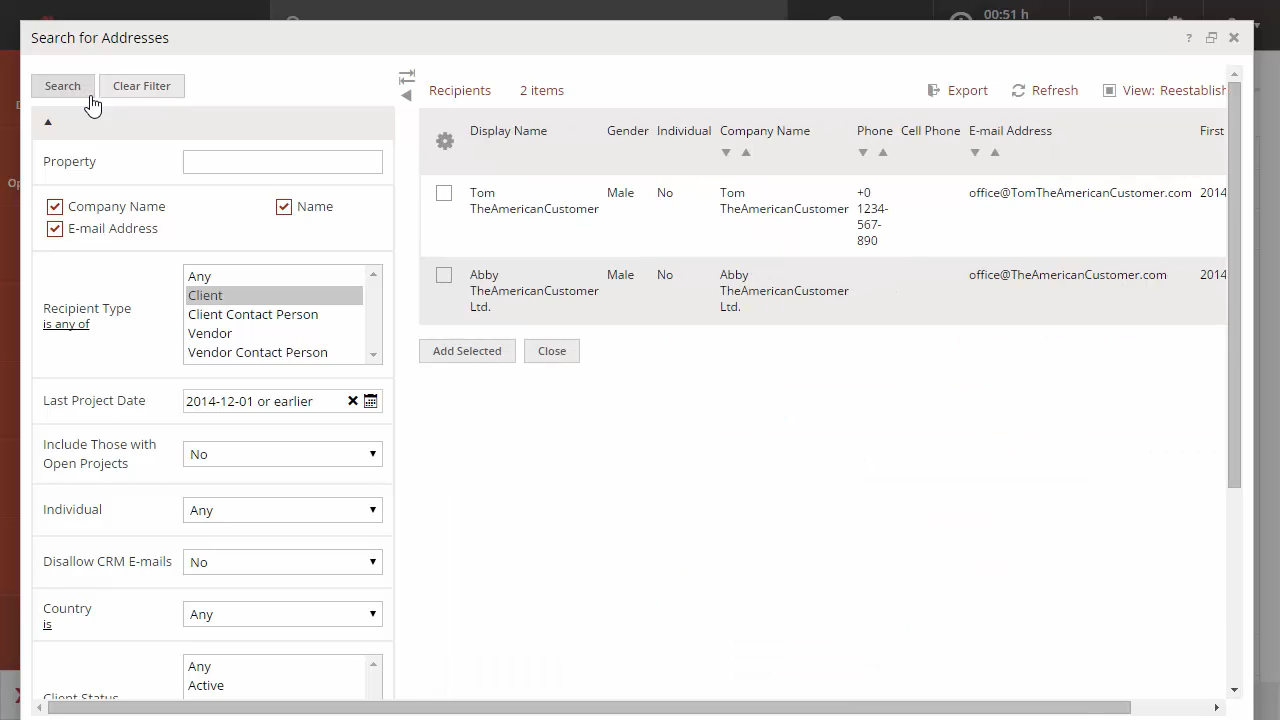 00:51 h
Search for Addresses
?
Search
Clear Filter
Property
Company Name
Name
E-mail Address
Recipient Type
is any of
Any
Client
Client Contact Person
Vendor
Vendor Contact Person
Last Project Date
2014-12-01 or earlier
Include Those with
Open Projects
No
Individual
Any
Disallow CRM E-mails
No
Country
is
Any
Client Status
Any
Active
Recipients
2 items
Export
Refresh
View: Reestablish
Display Name
Gender
Individual
Company Name
Phone
Cell Phone
E-mail Address
First
Tom
TheAmericanCustomer
Male
No
Tom
TheAmericanCustomer
+0
1234-
567-
890
office@TomTheAmericanCustomer.com
2014
Abby
TheAmericanCustomer
Ltd.
Male
No
Abby
TheAmericanCustomer
Ltd.
office@TheAmericanCustomer.com
2014
Add Selected
Close